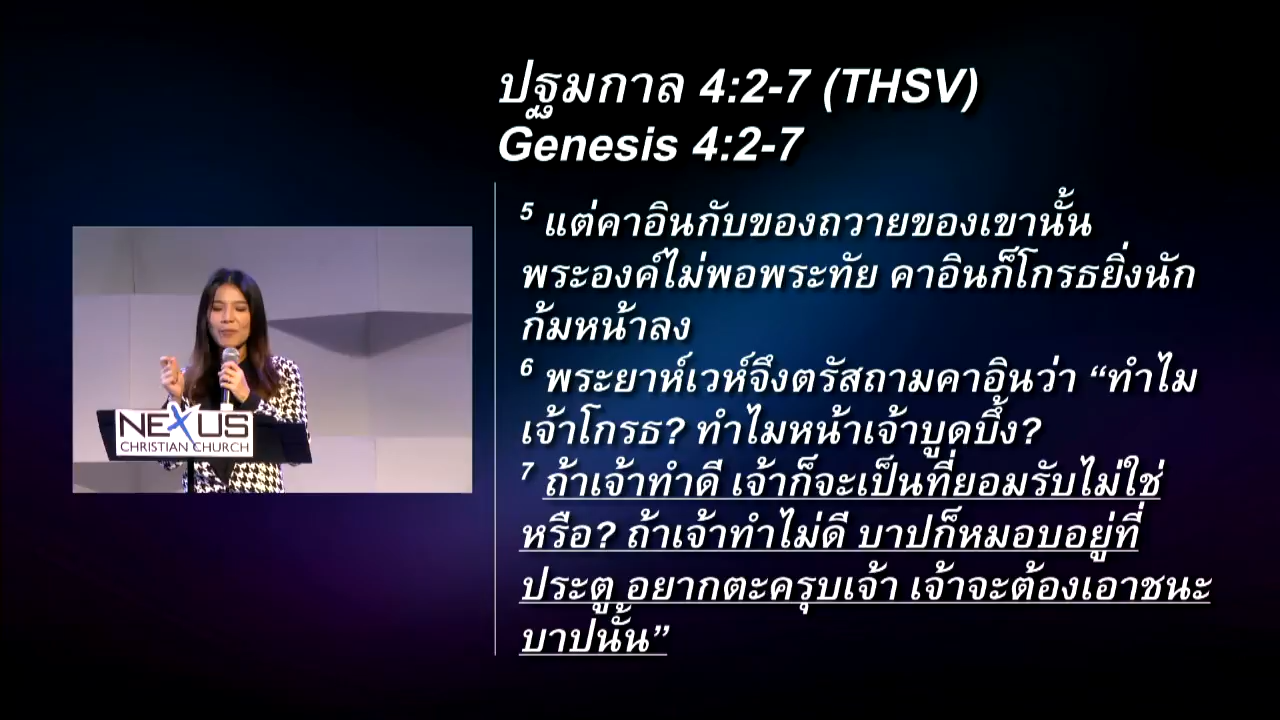 ปฐมกาล 4:2-7 (THSV)
Genesis 4:2-7
5 แต่คาอินกับของถวายของเขานั้น
พระองค์ไม่พอพระทัย คาอินก็โกรธยิ่งนัก
ก้มหน้าลง
6 พระยาห์เวห์จึงตรัสถามคาอินว่า “ทำไม
เจ้าโกรธ? ทำไมหน้าเจ้าบูดบึ้ง?
7 ถ้าเจ้าทำดี เจ้าก็จะเป็นที่ยอมรับไม่ใช่
หรือ? ถ้าเจ้าทำไม่ดี บาปก็หมอบอยู่ที่
ประตู อยากตะครุบเจ้า เจ้าจะต้องเอาชนะ
บาปนั้น”
NEXUS
CHRISTIAN CHURCH